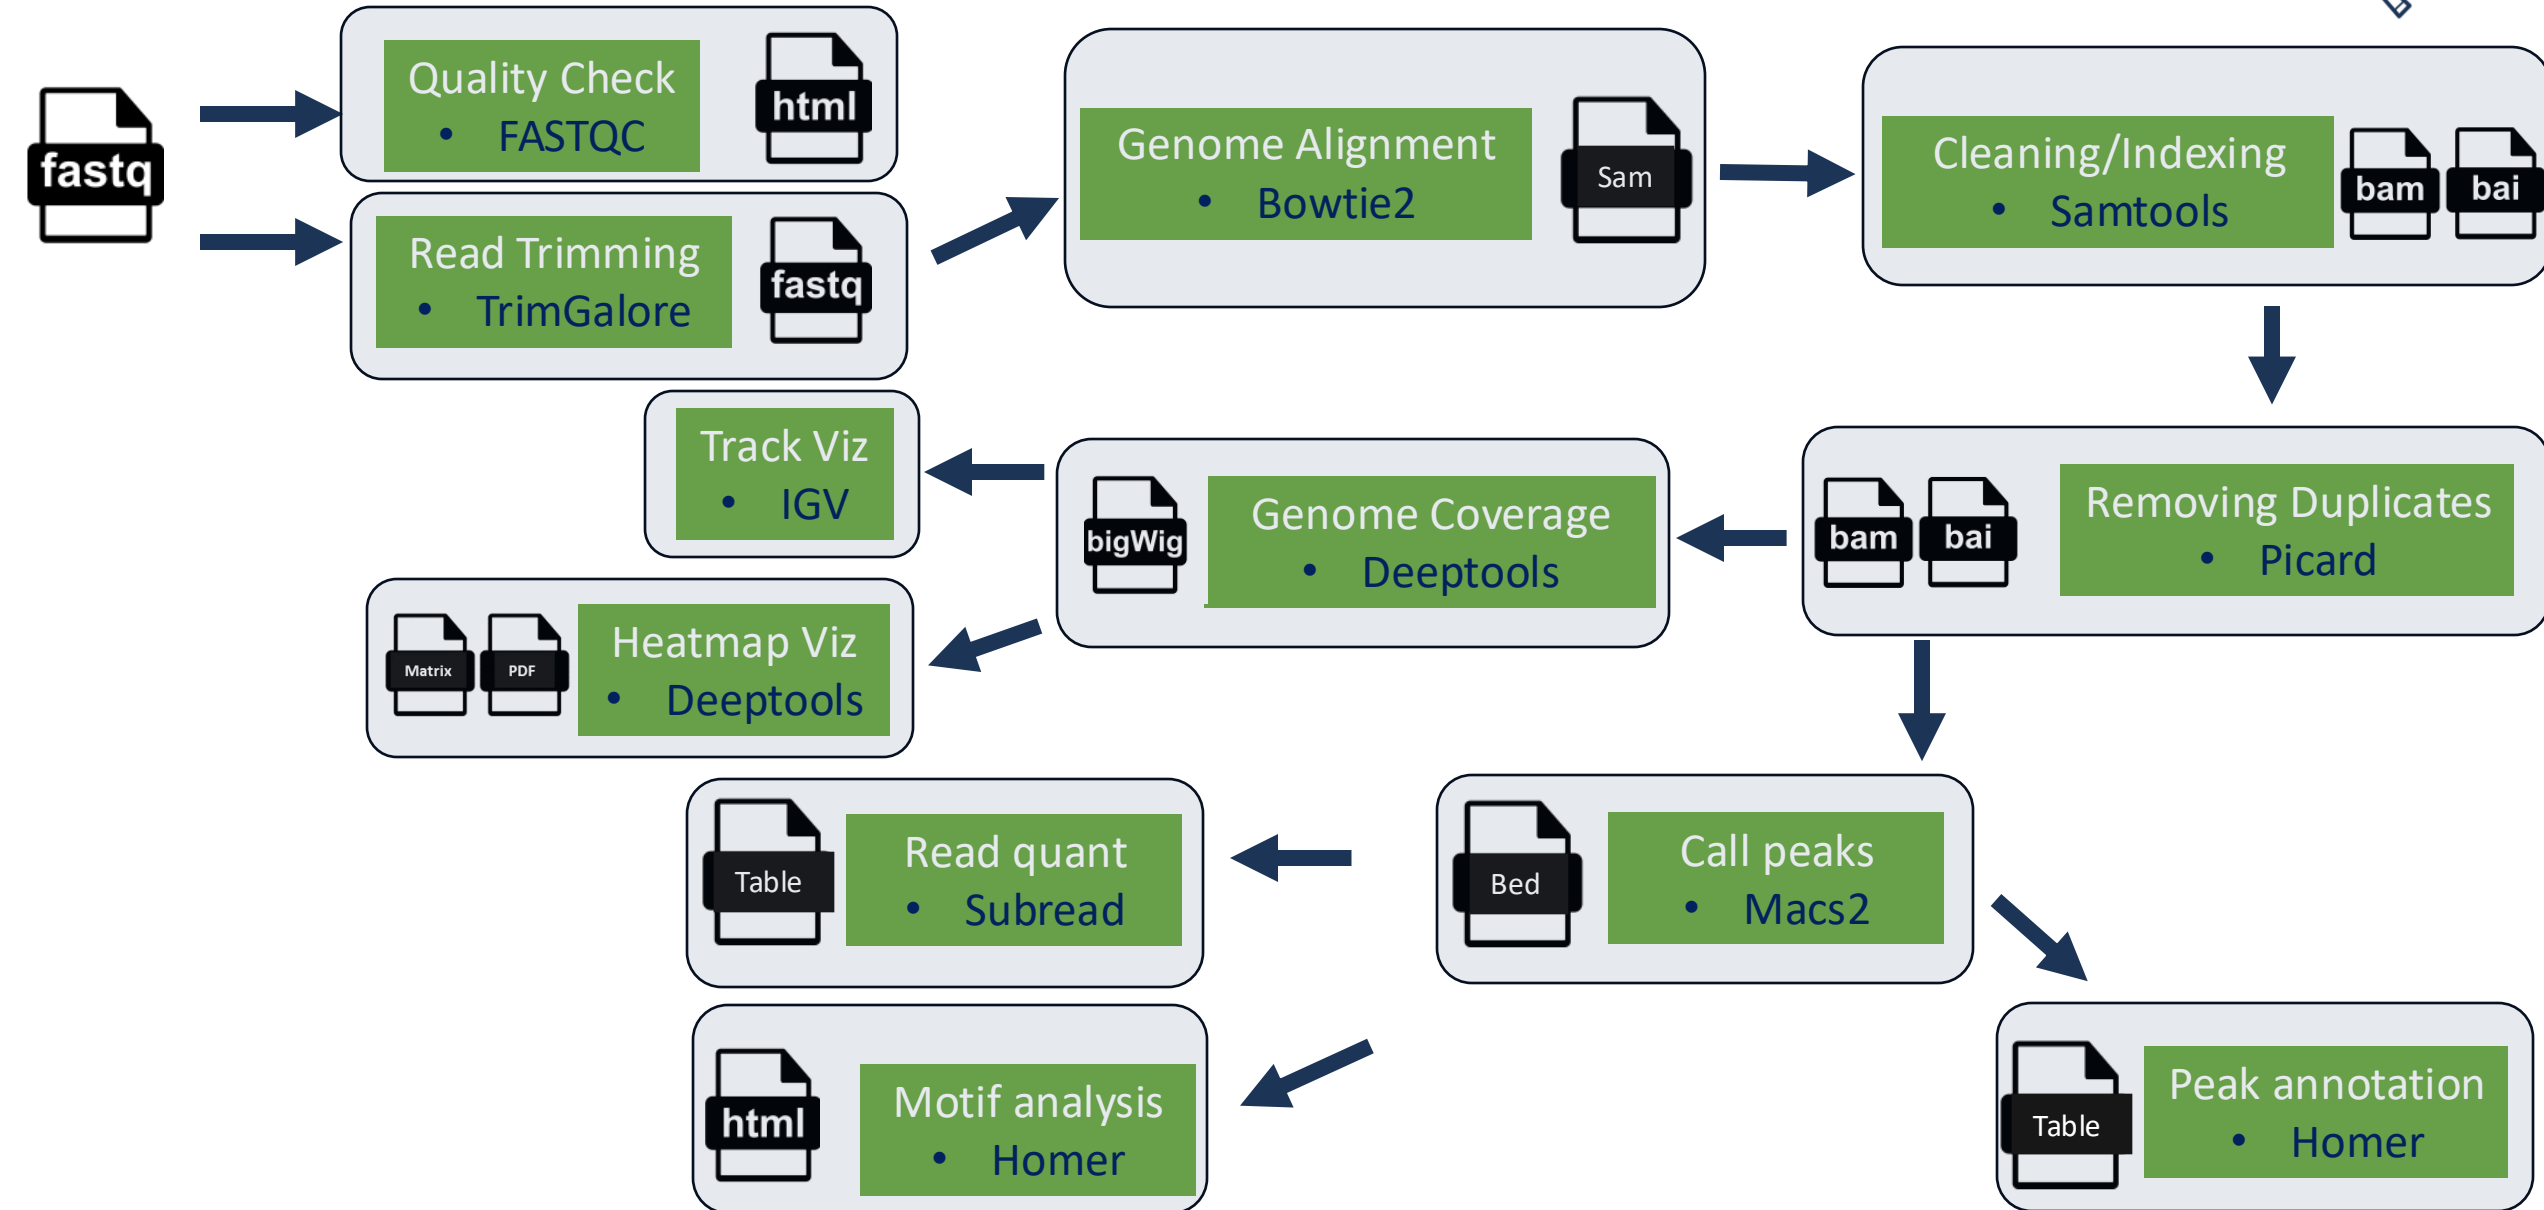 fastq
Quality Check
• FASTQC
html
Read Trimming
• TrimGalore
fastq
Genome Alignment
• Bowtie2
Sam
Cleaning/Indexing
• Samtools
bam
bai
Track Viz
• IGV
bigWig
Genome Coverage
• Deeptools
bam
bai
Removing Duplicates
• Picard
Matrix
PDF
Heatmap Viz
• Deeptools
Table
Read quant
• Subread
Bed
Call peaks
• Macs2
html
Motif analysis
• Homer
Table
Peak annotation
• Homer